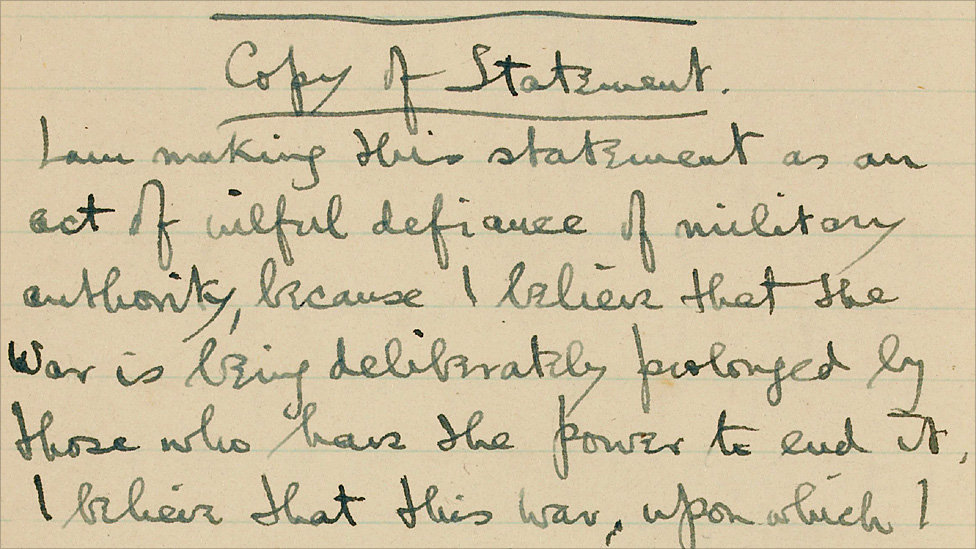 Copy of Statement.
I am making this statement as an
act of wilful defiance of military
authority, because I believe that the
War is being deliberately prolonged by
those who have the power to end it.
I believe that this war, upon which I